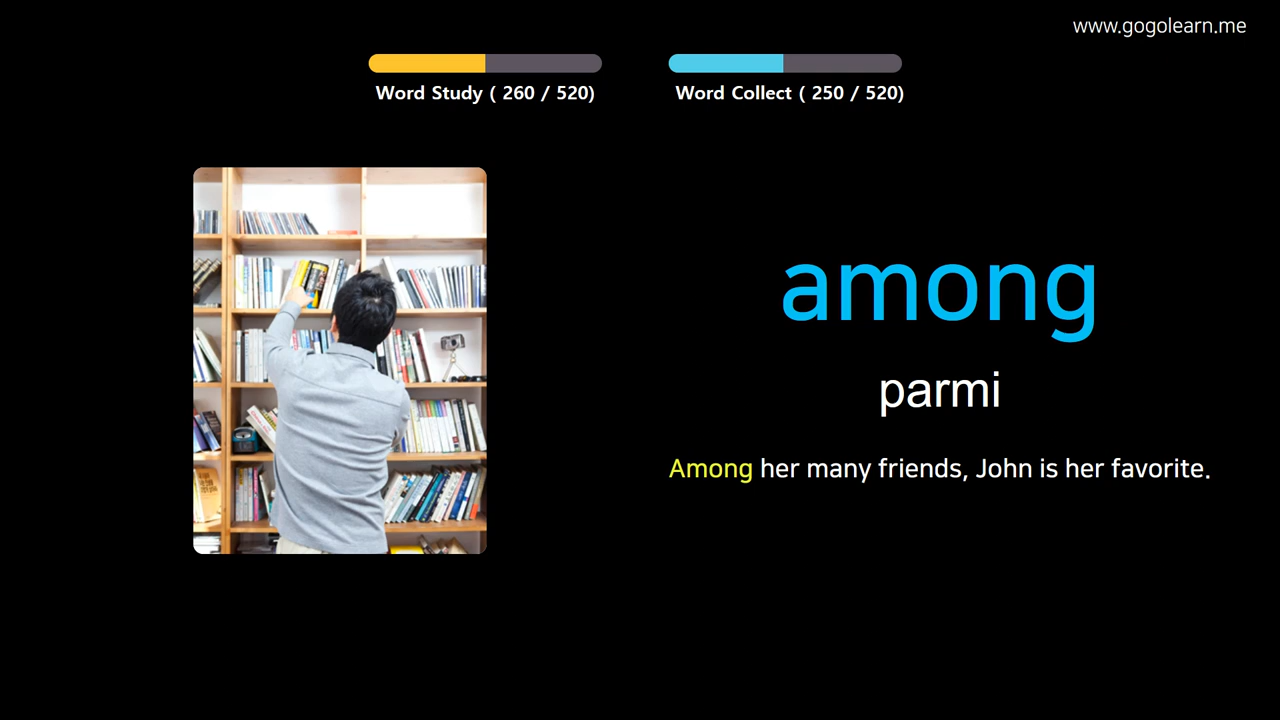 www.gogolearn.me
Word Study ( 260 / 520)
Word Collect ( 250 / 520)
among
parmi
Among her many friends, John is her favorite.